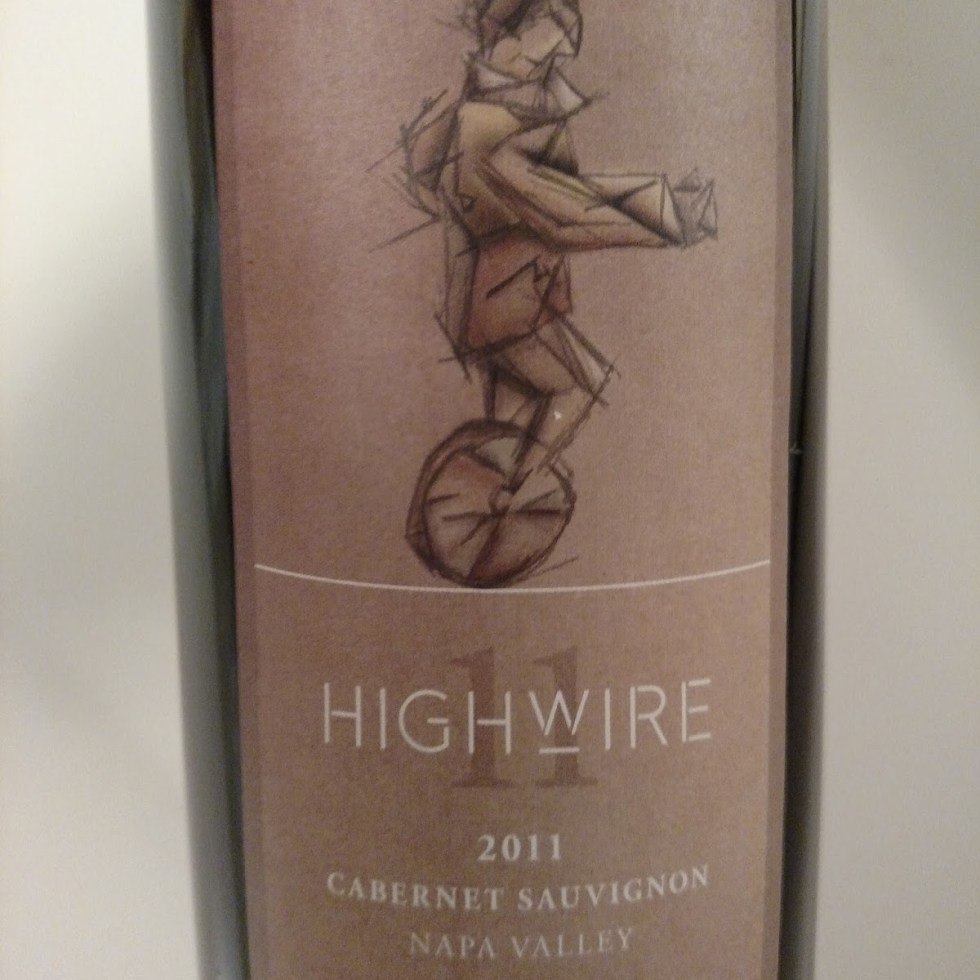 11
HIGHWIRE
2011
CABERNET SAUVIGNON
NAPA VALLEY